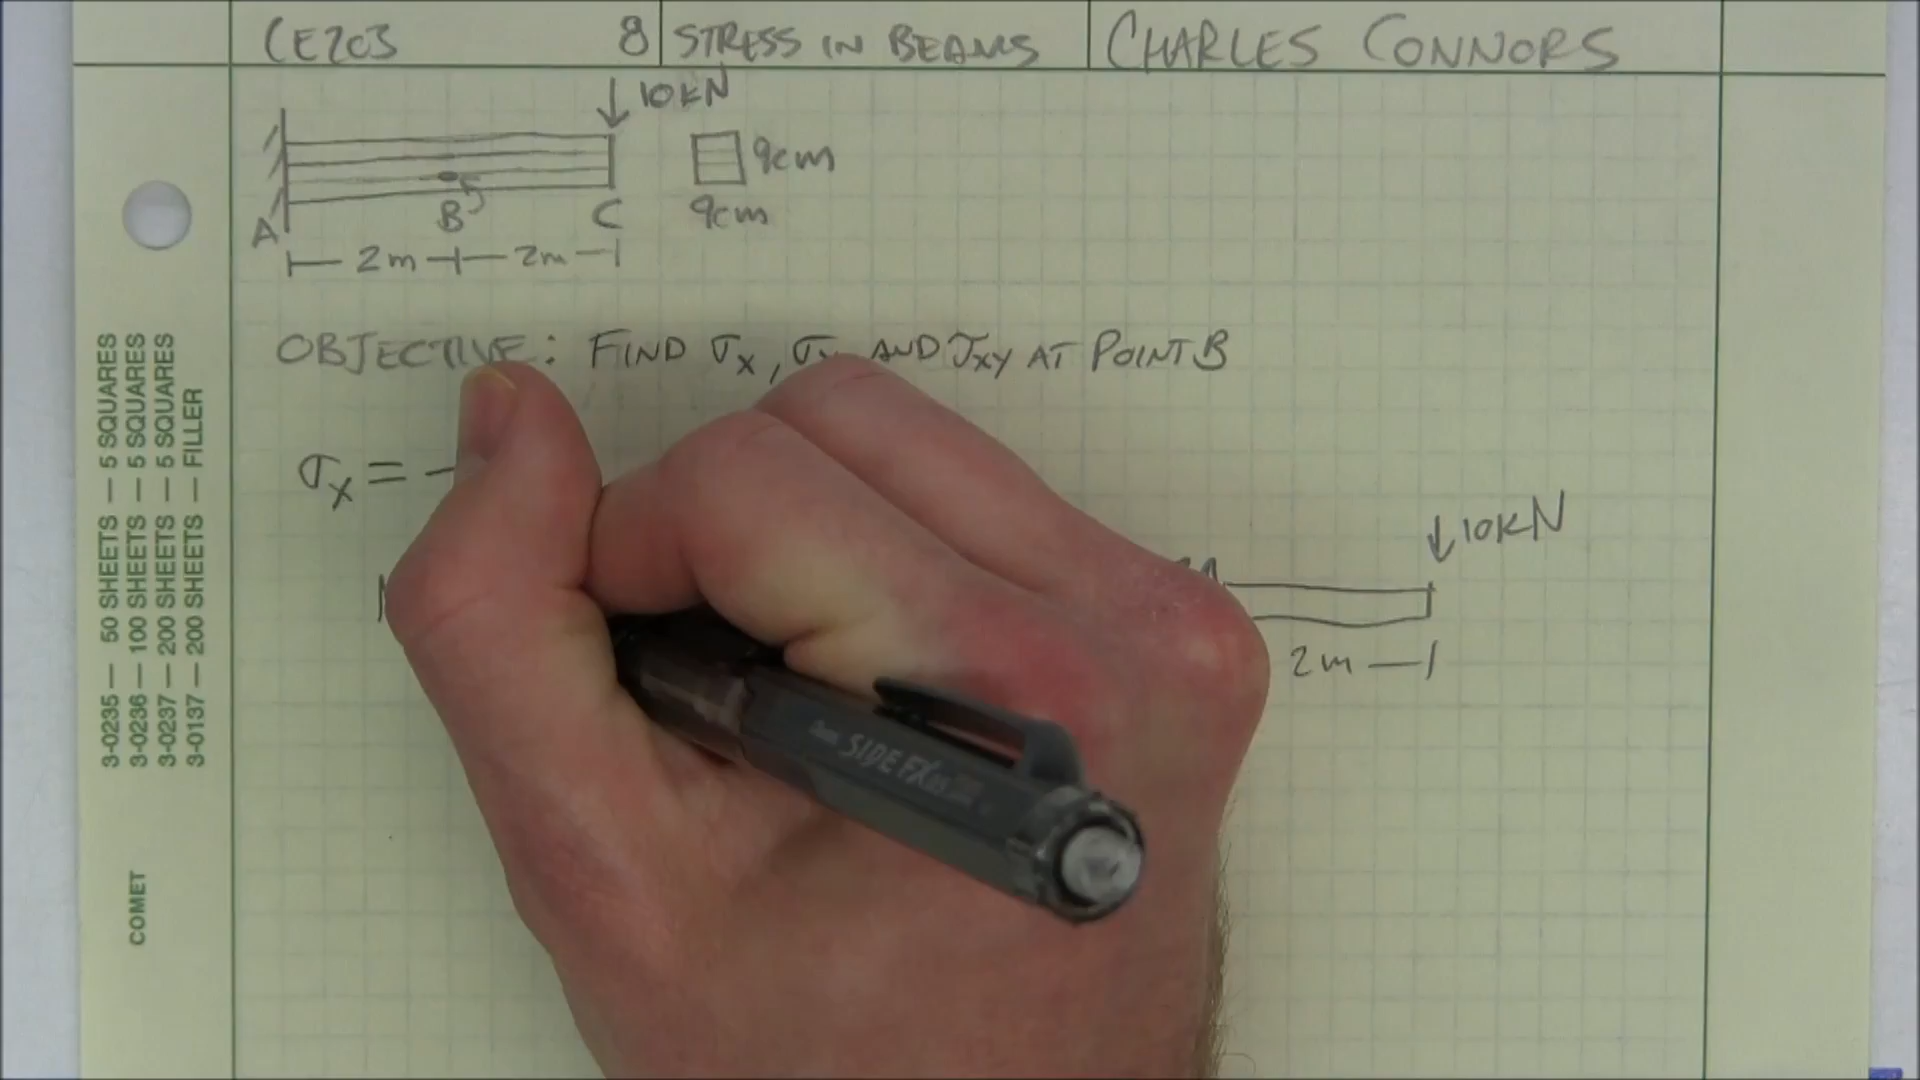 CE203 8 STRESS IN BEAMS CHARLES CONNORS
10kN
9cm
9cm
A B C
2m 2m
OBJECTIVE: FIND σx, AND τxy AT POINT B
σx = -
10kN
2m
3-0235 — 50 SHEETS — 5 SQUARES
3-0236 — 100 SHEETS — 5 SQUARES
3-0237 — 200 SHEETS — 5 SQUARES
3-0137 — 200 SHEETS — FILLER
COMET
SIDE FX